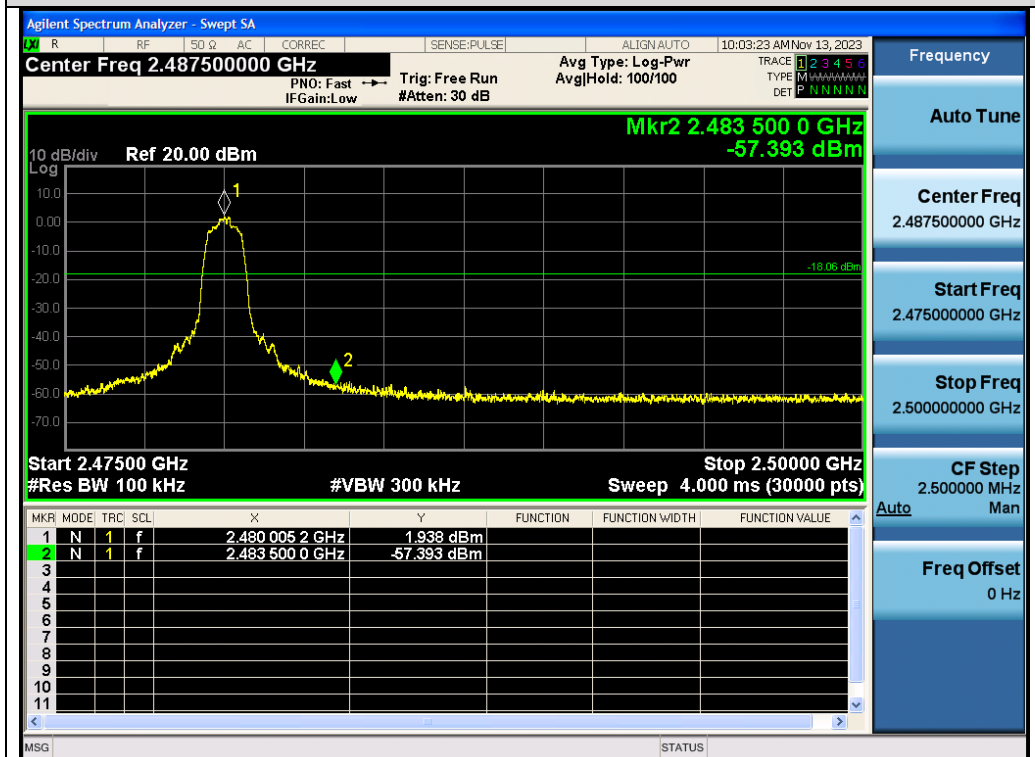 Agilent Spectrum Analyzer - Swept SA
LXI R RF 50 Ω AC CORREC SENSE:PULSE ALIGN AUTO 10:03:23 AM Nov 13, 2023
Center Freq 2.487500000 GHz
PNO: Fast
IFGain:Low
Trig: Free Run
#Atten: 30 dB
Avg Type: Log-Pwr
Avg|Hold: 100/100
TRACE 1 2 3 4 5 6
TYPE M
DET P N N N N N
Mkr2 2.483 500 0 GHz
-57.393 dBm
10 dB/div Ref 20.00 dBm
Log
10.0
0.00
-10.0
-20.0
-30.0
-40.0
-50.0
-60.0
-70.0
1
2
-18.06 dBm
Start 2.47500 GHz Stop 2.50000 GHz
#Res BW 100 kHz #VBW 300 kHz Sweep 4.000 ms (30000 pts)
MKR MODE TRC SCL X Y FUNCTION FUNCTION WIDTH FUNCTION VALUE
1 N 1 f 2.480 005 2 GHz 1.938 dBm
2 N 1 f 2.483 500 0 GHz -57.393 dBm
3
4
5
6
7
8
9
10
11
MSG STATUS
Frequency
Auto Tune
Center Freq
2.487500000 GHz
Start Freq
2.475000000 GHz
Stop Freq
2.500000000 GHz
CF Step
2.500000 MHz
Auto Man
Freq Offset
0 Hz